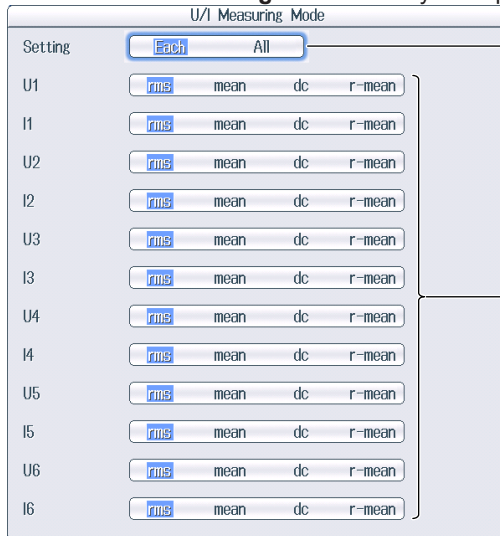 U/I Measuring Mode
Setting Each All
U1 rms mean dc r-mean
I1 rms mean dc r-mean
U2 rms mean dc r-mean
I2 rms mean dc r-mean
U3 rms mean dc r-mean
I3 rms mean dc r-mean
U4 rms mean dc r-mean
I4 rms mean dc r-mean
U5 rms mean dc r-mean
I5 rms mean dc r-mean
U6 rms mean dc r-mean
I6 rms mean dc r-mean